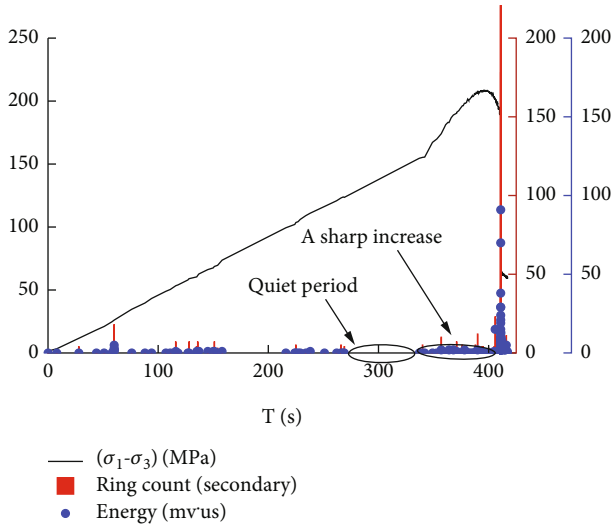 250
200
150
100
50
0
200
150
100
50
0
200
150
100
50
0
A sharp increase
Quiet period
0 100 200 300 400
T (s)
(σ₁-σ₃) (MPa)
Ring count (secondary)
Energy (mv·us)